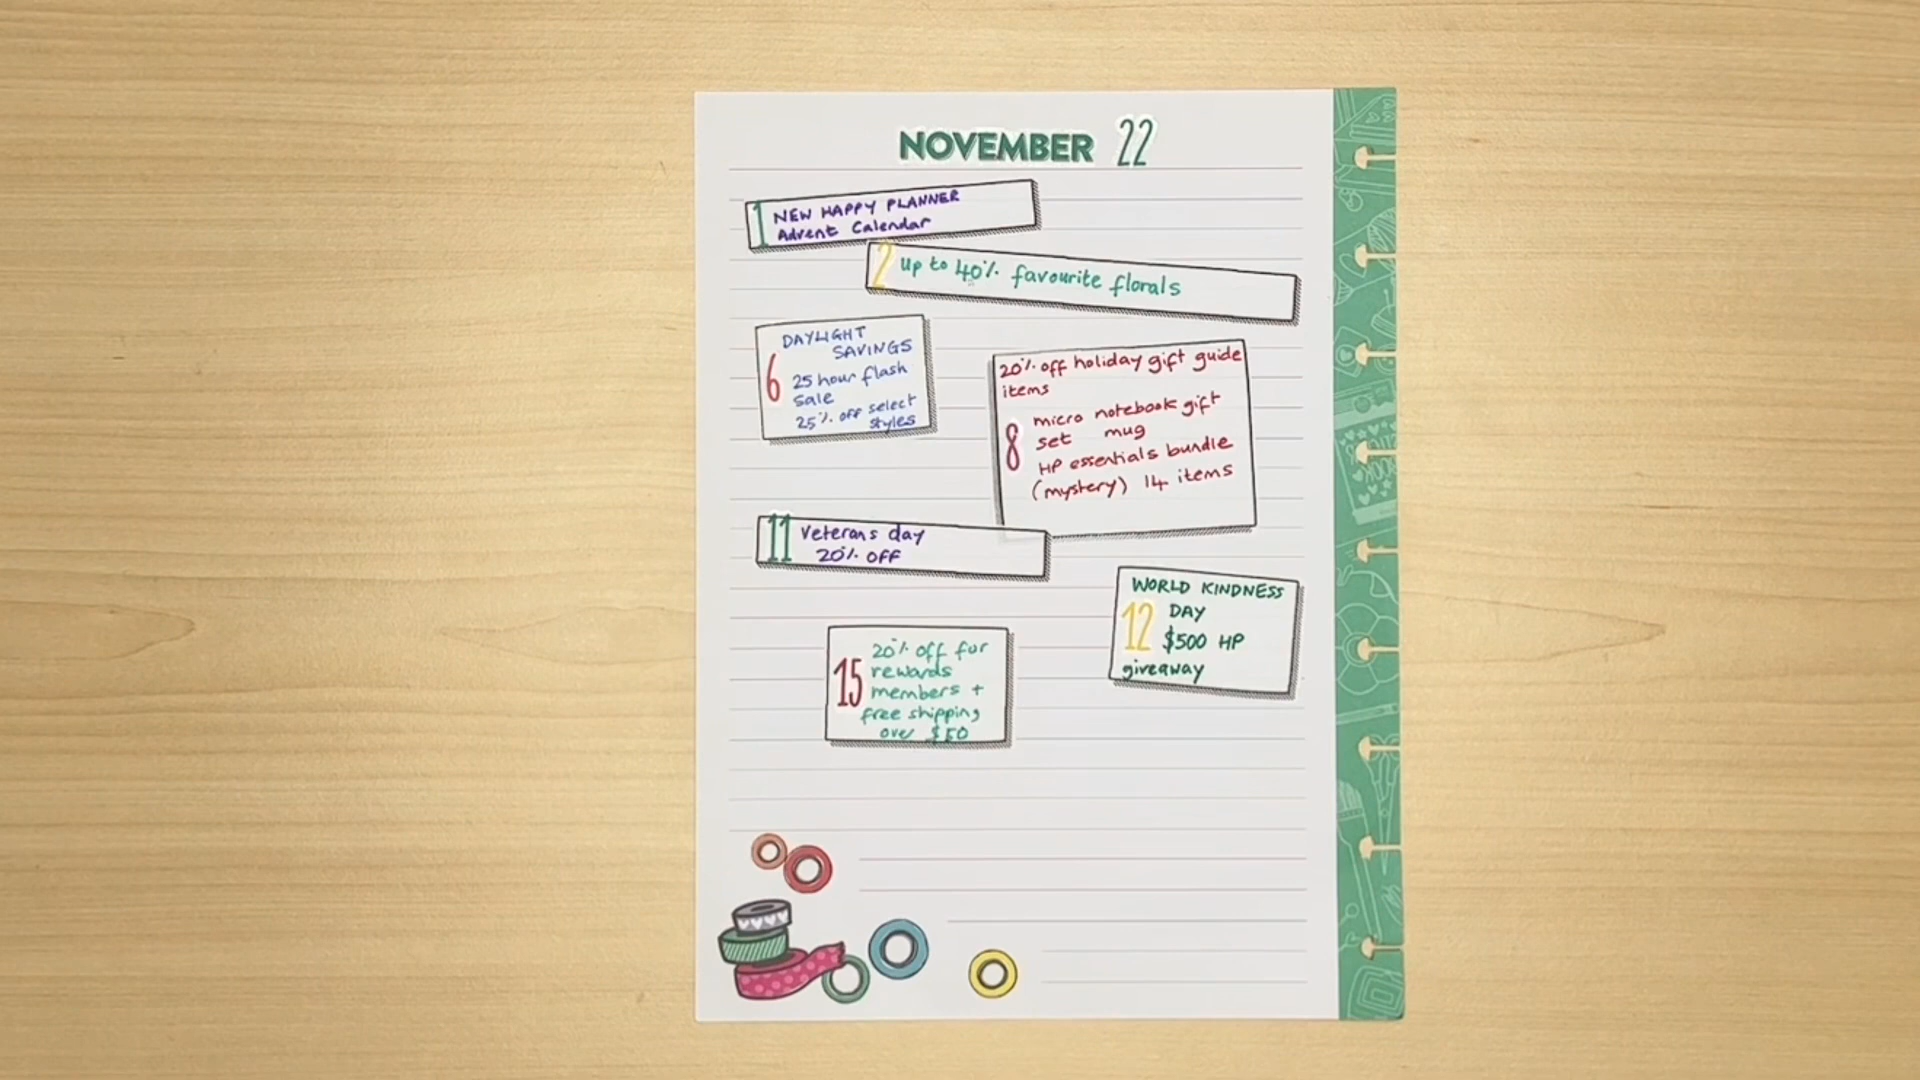 NOVEMBER 22
1 NEW HAPPY PLANNER
Advent Calendar
2 up to 40% favourite florals
DAYLIGHT
SAVINGS
6 25 hour flash
sale
25% off select
styles
20% off holiday gift guide
items
micro notebook gift
8 set mug
HP essentials bundle
(mystery) 14 items
11 Veterans day
20% OFF
WORLD KINDNESS
12 DAY
$500 HP
giveaway
20% off for
15 rewards
members +
free shipping
over $50